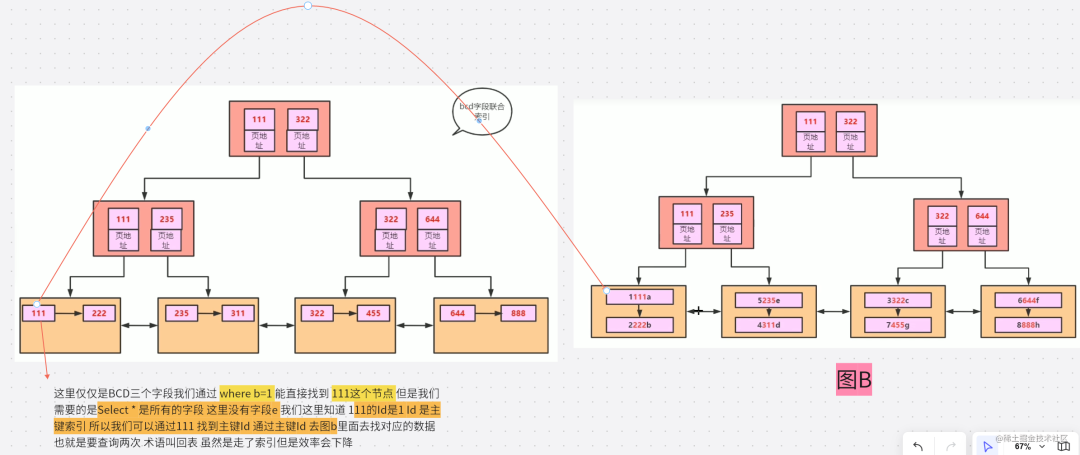 bcd字段联合
索引
111
322
页地
址
页地
址
111
235
页地
址
页地
址
322
644
页地
址
页地
址
111
222
235
311
322
455
644
888
这里仅仅是BCD三个字段我们通过 where b=1 能直接找到 111这个节点 但是我们
需要的是Select * 是所有的字段 这里没有字段e 我们这里知道 111的Id是1 Id 是主
键索引 所以我们可以通过111 找到主键Id 通过主键Id 去图b里面去找对应的数据
也就是要查询两次 术语叫回表 虽然是走了索引但是效率会下降
111
322
页地
址
页地
址
111
235
页地
址
页地
址
322
644
页地
址
页地
址
1111a
2222b
5235e
4311d
3322c
7455g
6644f
8888h
图B
67%
@稀土掘金技术社区